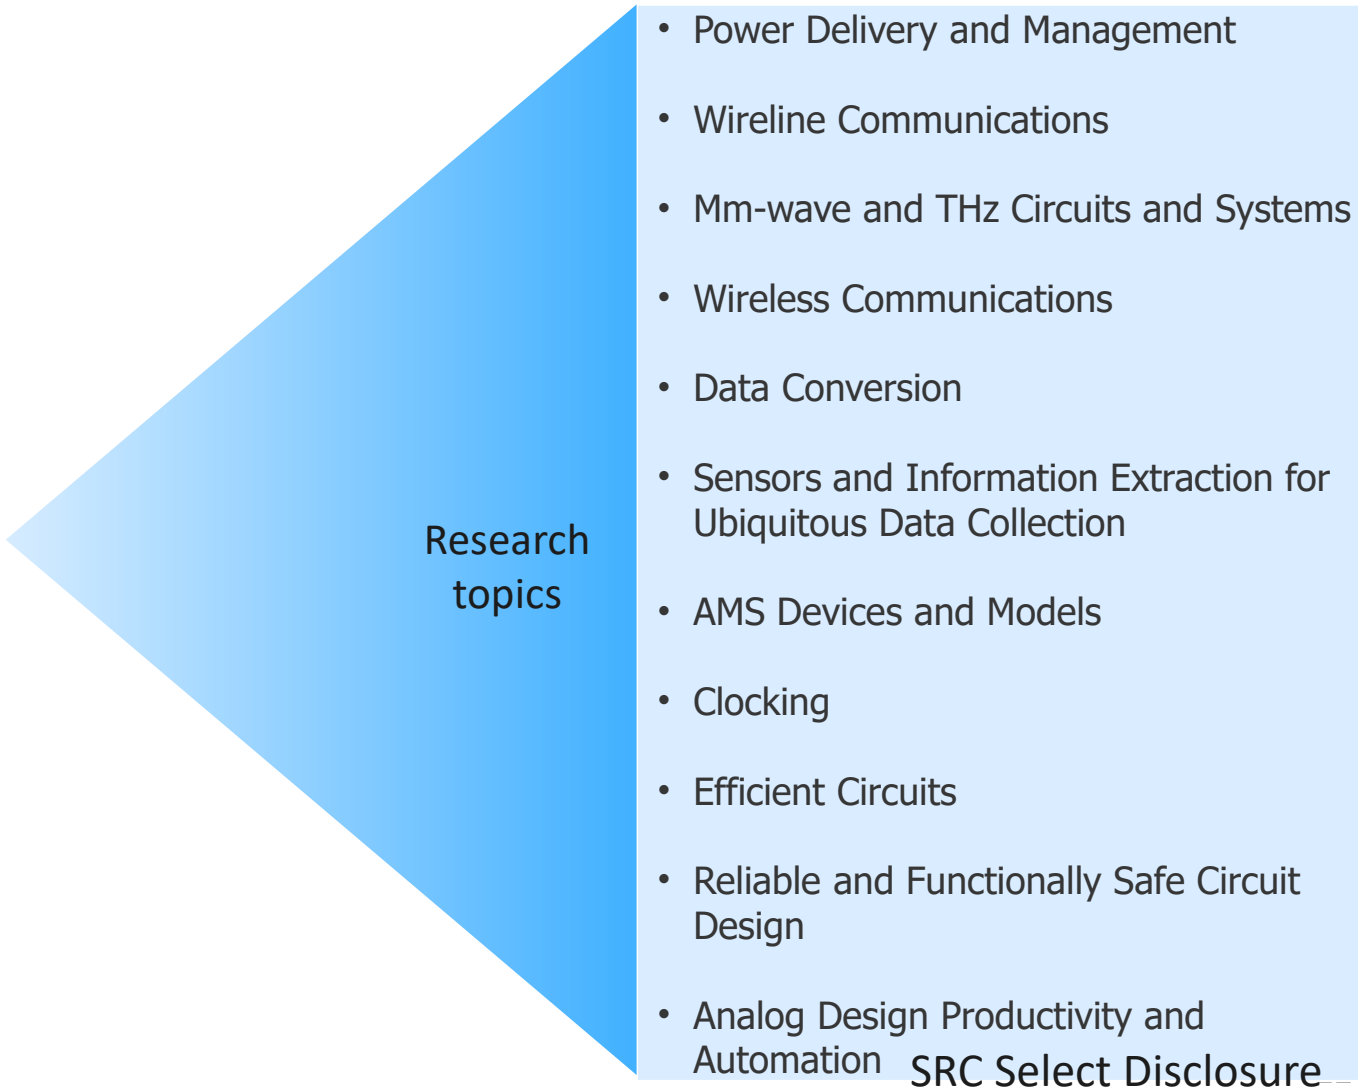 • Power Delivery and Management
• Wireline Communications
• Mm-wave and THz Circuits and Systems
• Wireless Communications
• Data Conversion
• Sensors and Information Extraction for
Ubiquitous Data Collection
Research
topics
• AMS Devices and Models
• Clocking
• Efficient Circuits
• Reliable and Functionally Safe Circuit
Design
• Analog Design Productivity and
Automation
SRC Select Disclosure